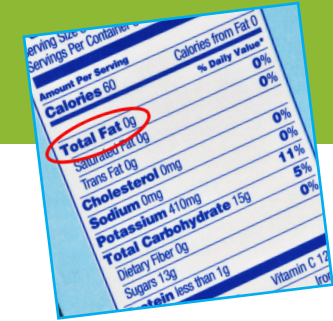 Serving Size
Servings Per Container
Amount Per Serving
Calories 60 Calories from Fat 0
% Daily Value*
Total Fat 0g 0%
Saturated Fat 0g 0%
Trans Fat 0g
Cholesterol 0mg 0%
Sodium 0mg 0%
Potassium 410mg 11%
Total Carbohydrate 15g 5%
Dietary Fiber 0g 0%
Sugars 13g
Protein less than 1g
Vitamin C 12
Iron